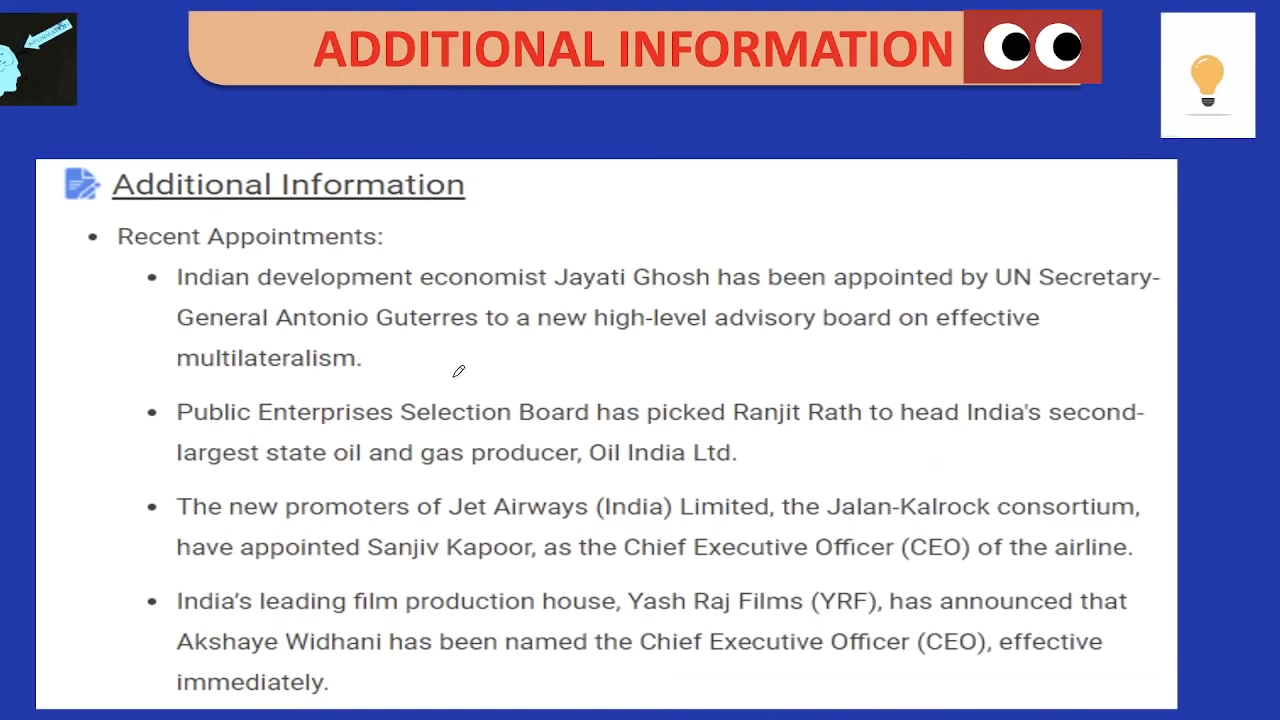 INFORMATION
ADDITIONAL INFORMATION
Additional Information
Recent Appointments:
Indian development economist Jayati Ghosh has been appointed by UN Secretary-
General Antonio Guterres to a new high-level advisory board on effective
multilateralism.
Public Enterprises Selection Board has picked Ranjit Rath to head India's second-
largest state oil and gas producer, Oil India Ltd.
The new promoters of Jet Airways (India) Limited, the Jalan-Kalrock consortium,
have appointed Sanjiv Kapoor, as the Chief Executive Officer (CEO) of the airline.
India’s leading film production house, Yash Raj Films (YRF), has announced that
Akshaye Widhani has been named the Chief Executive Officer (CEO), effective
immediately.